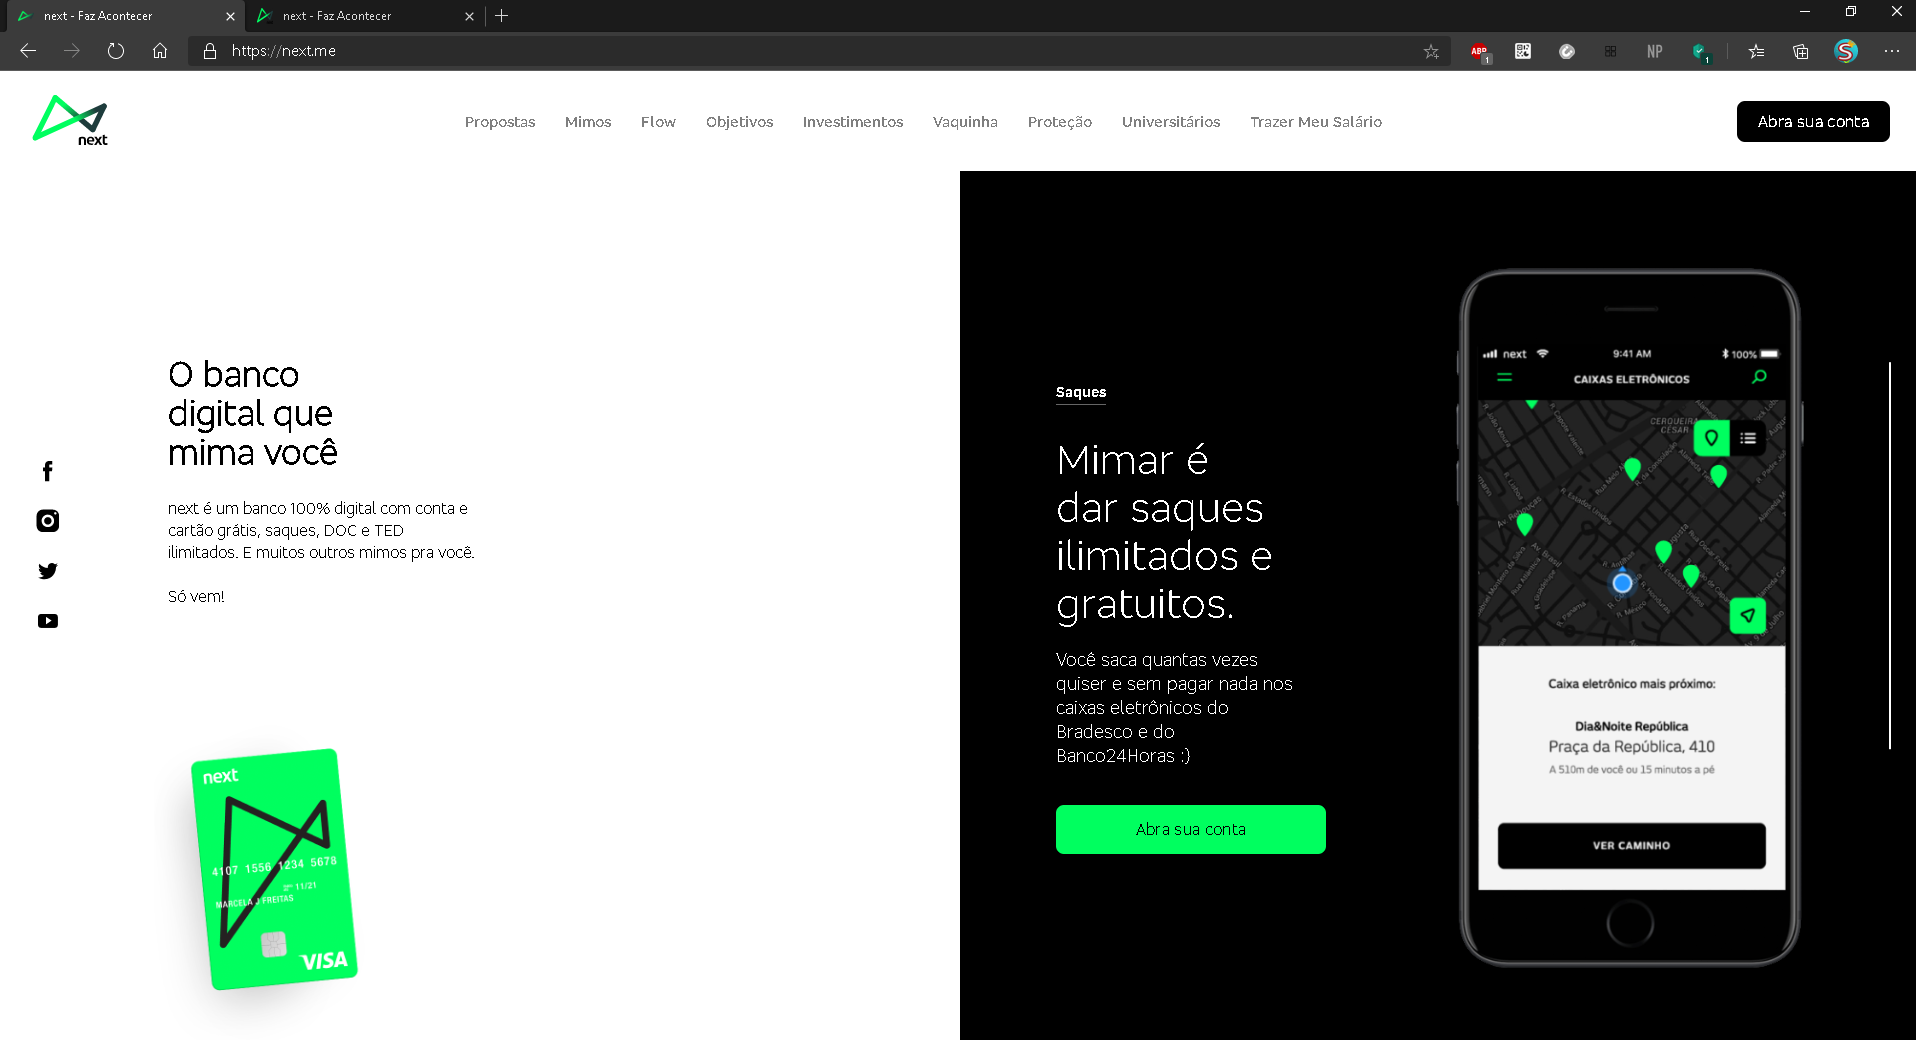 next - Faz Acontecer
next - Faz Acontecer
https://next.me
ABP
1
NP
1
next
Propostas
Mimos
Flow
Objetivos
Investimentos
Vaquinha
Proteção
Universitários
Trazer Meu Salário
Abra sua conta
O banco
digital que
mima você
next é um banco 100% digital com conta e
cartão grátis, saques, DOC e TED
ilimitados. E muitos outros mimos pra você.
Só vem!
next
4107 1556 1234 5678
11/21
MARCELA J FREITAS
VISA
Saques
Mimar é
dar saques
ilimitados e
gratuitos.
Você saca quantas vezes
quiser e sem pagar nada nos
caixas eletrônicos do
Bradesco e do
Banco24Horas :)
Abra sua conta
next
9:41 AM
100%
CAIXAS ELETRÔNICOS
CERQUEIRA
CÉSAR
Caixa eletrônico mais próximo:
Dia&Noite República
Praça da República, 410
A 510m de você ou 15 minutos a pé
VER CAMINHO